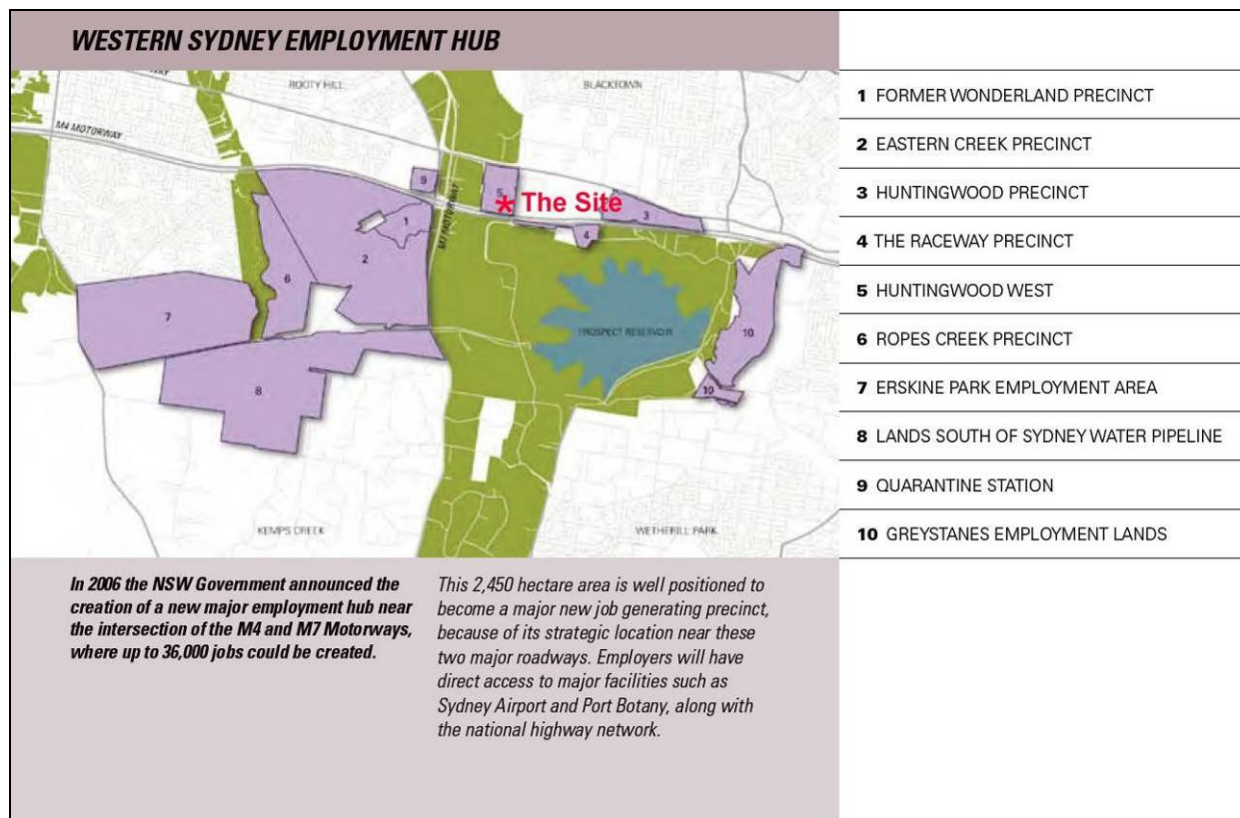 WESTERN SYDNEY EMPLOYMENT HUB
ROOTY HILL
BLACKTOWN
M4 MOTORWAY
9
5
The Site
M7 MOTORWAY
1
3
4
2
6
7
PROSPECT RESERVOIR
10
8
10
KEMPS CREEK
WETHERILL PARK
1 FORMER WONDERLAND PRECINCT
2 EASTERN CREEK PRECINCT
3 HUNTINGWOOD PRECINCT
4 THE RACEWAY PRECINCT
5 HUNTINGWOOD WEST
6 ROPES CREEK PRECINCT
7 ERSKINE PARK EMPLOYMENT AREA
8 LANDS SOUTH OF SYDNEY WATER PIPELINE
9 QUARANTINE STATION
10 GREYSTANES EMPLOYMENT LANDS
In 2006 the NSW Government announced the
creation of a new major employment hub near
the intersection of the M4 and M7 Motorways,
where up to 36,000 jobs could be created.
This 2,450 hectare area is well positioned to
become a major new job generating precinct,
because of its strategic location near these
two major roadways. Employers will have
direct access to major facilities such as
Sydney Airport and Port Botany, along with
the national highway network.